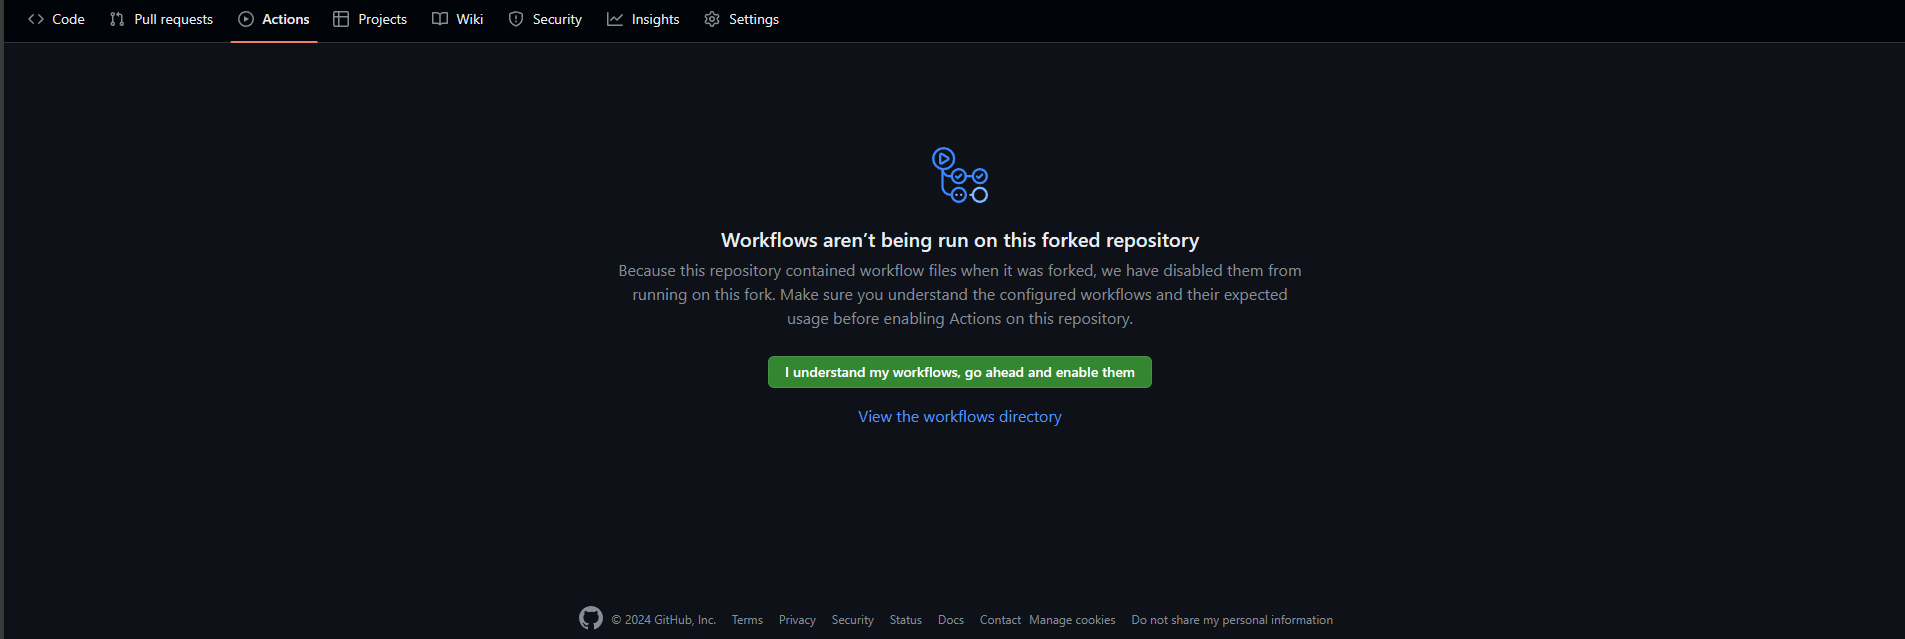 Code Pull requests Actions Projects Wiki Security Insights Settings
Workflows aren’t being run on this forked repository
Because this repository contained workflow files when it was forked, we have disabled them from
running on this fork. Make sure you understand the configured workflows and their expected
usage before enabling Actions on this repository.
I understand my workflows, go ahead and enable them
View the workflows directory
© 2024 GitHub, Inc. Terms Privacy Security Status Docs Contact Manage cookies Do not share my personal information